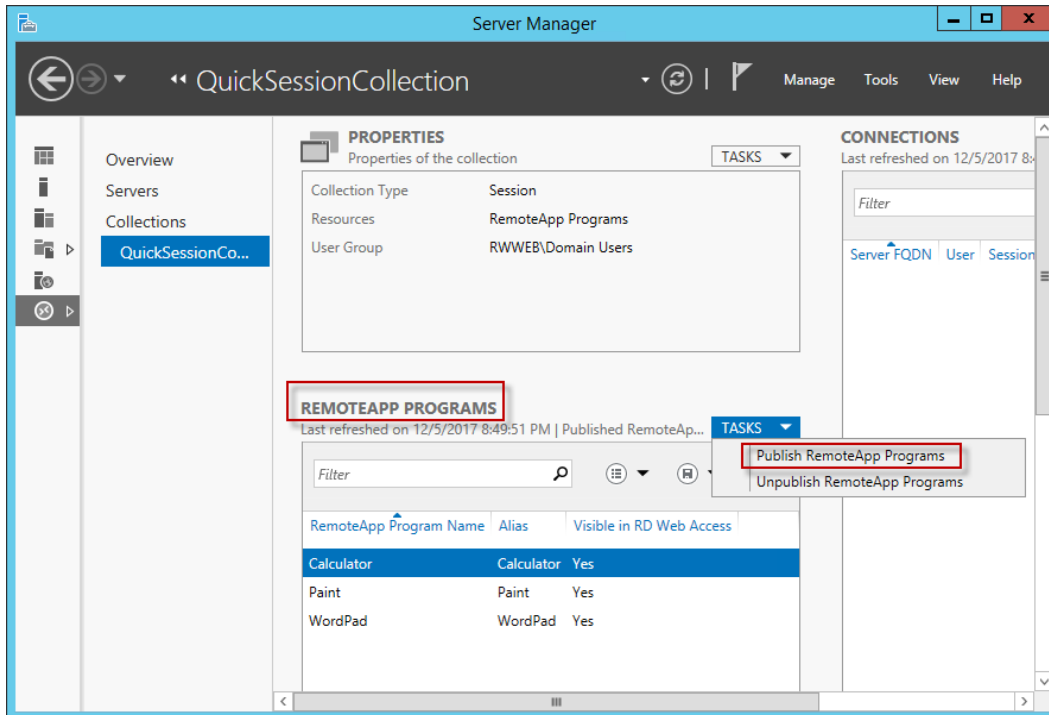 Server Manager
QuickSessionCollection
Manage Tools View Help
Overview
Servers
Collections
QuickSessionCo...
PROPERTIES
Properties of the collection
TASKS
Collection Type Session
Resources RemoteApp Programs
User Group RWWEB\Domain Users
REMOTEAPP PROGRAMS
Last refreshed on 12/5/2017 8:49:51 PM | Published RemoteAp...
TASKS
Publish RemoteApp Programs
Unpublish RemoteApp Programs
Filter
RemoteApp Program Name Alias Visible in RD Web Access
Calculator Calculator Yes
Paint Paint Yes
WordPad WordPad Yes
CONNECTIONS
Last refreshed on 12/5/2017 8:4
Filter
Server FQDN User Session